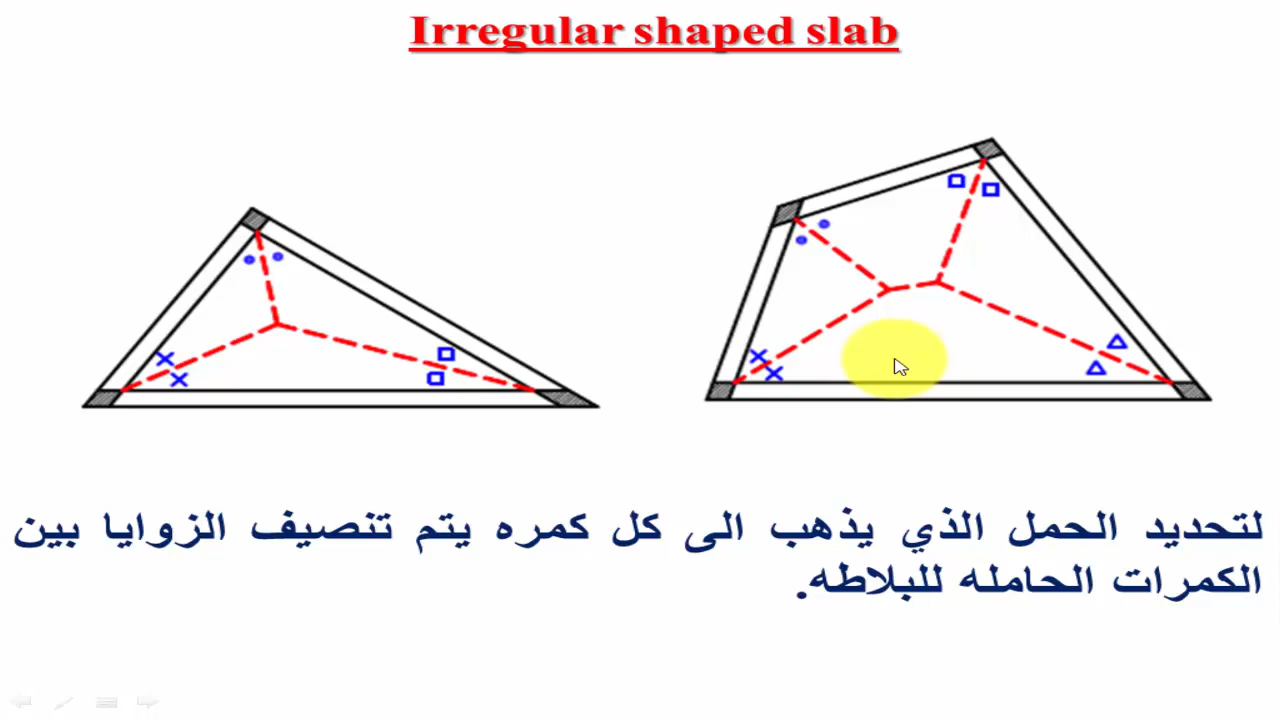 Irregular shaped slab
لتحديد الحمل الذي يذهب الى كل كمره يتم تنصيف الزوايا بين
الكمرات الحامله للبلاطه.